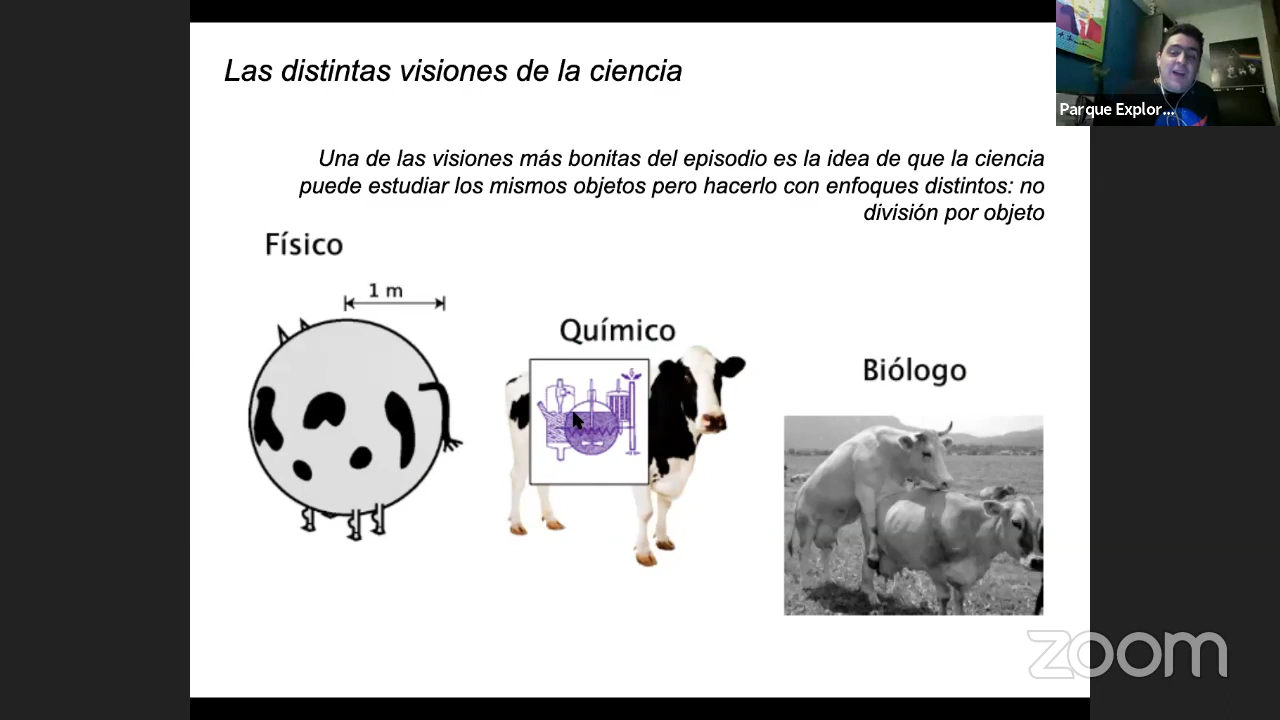 Las distintas visiones de la ciencia
Parque Explor...
Una de las visiones más bonitas del episodio es la idea de que la ciencia
puede estudiar los mismos objetos pero hacerlo con enfoques distintos: no
división por objeto
Físico
1 m
Químico
Biólogo
zoom